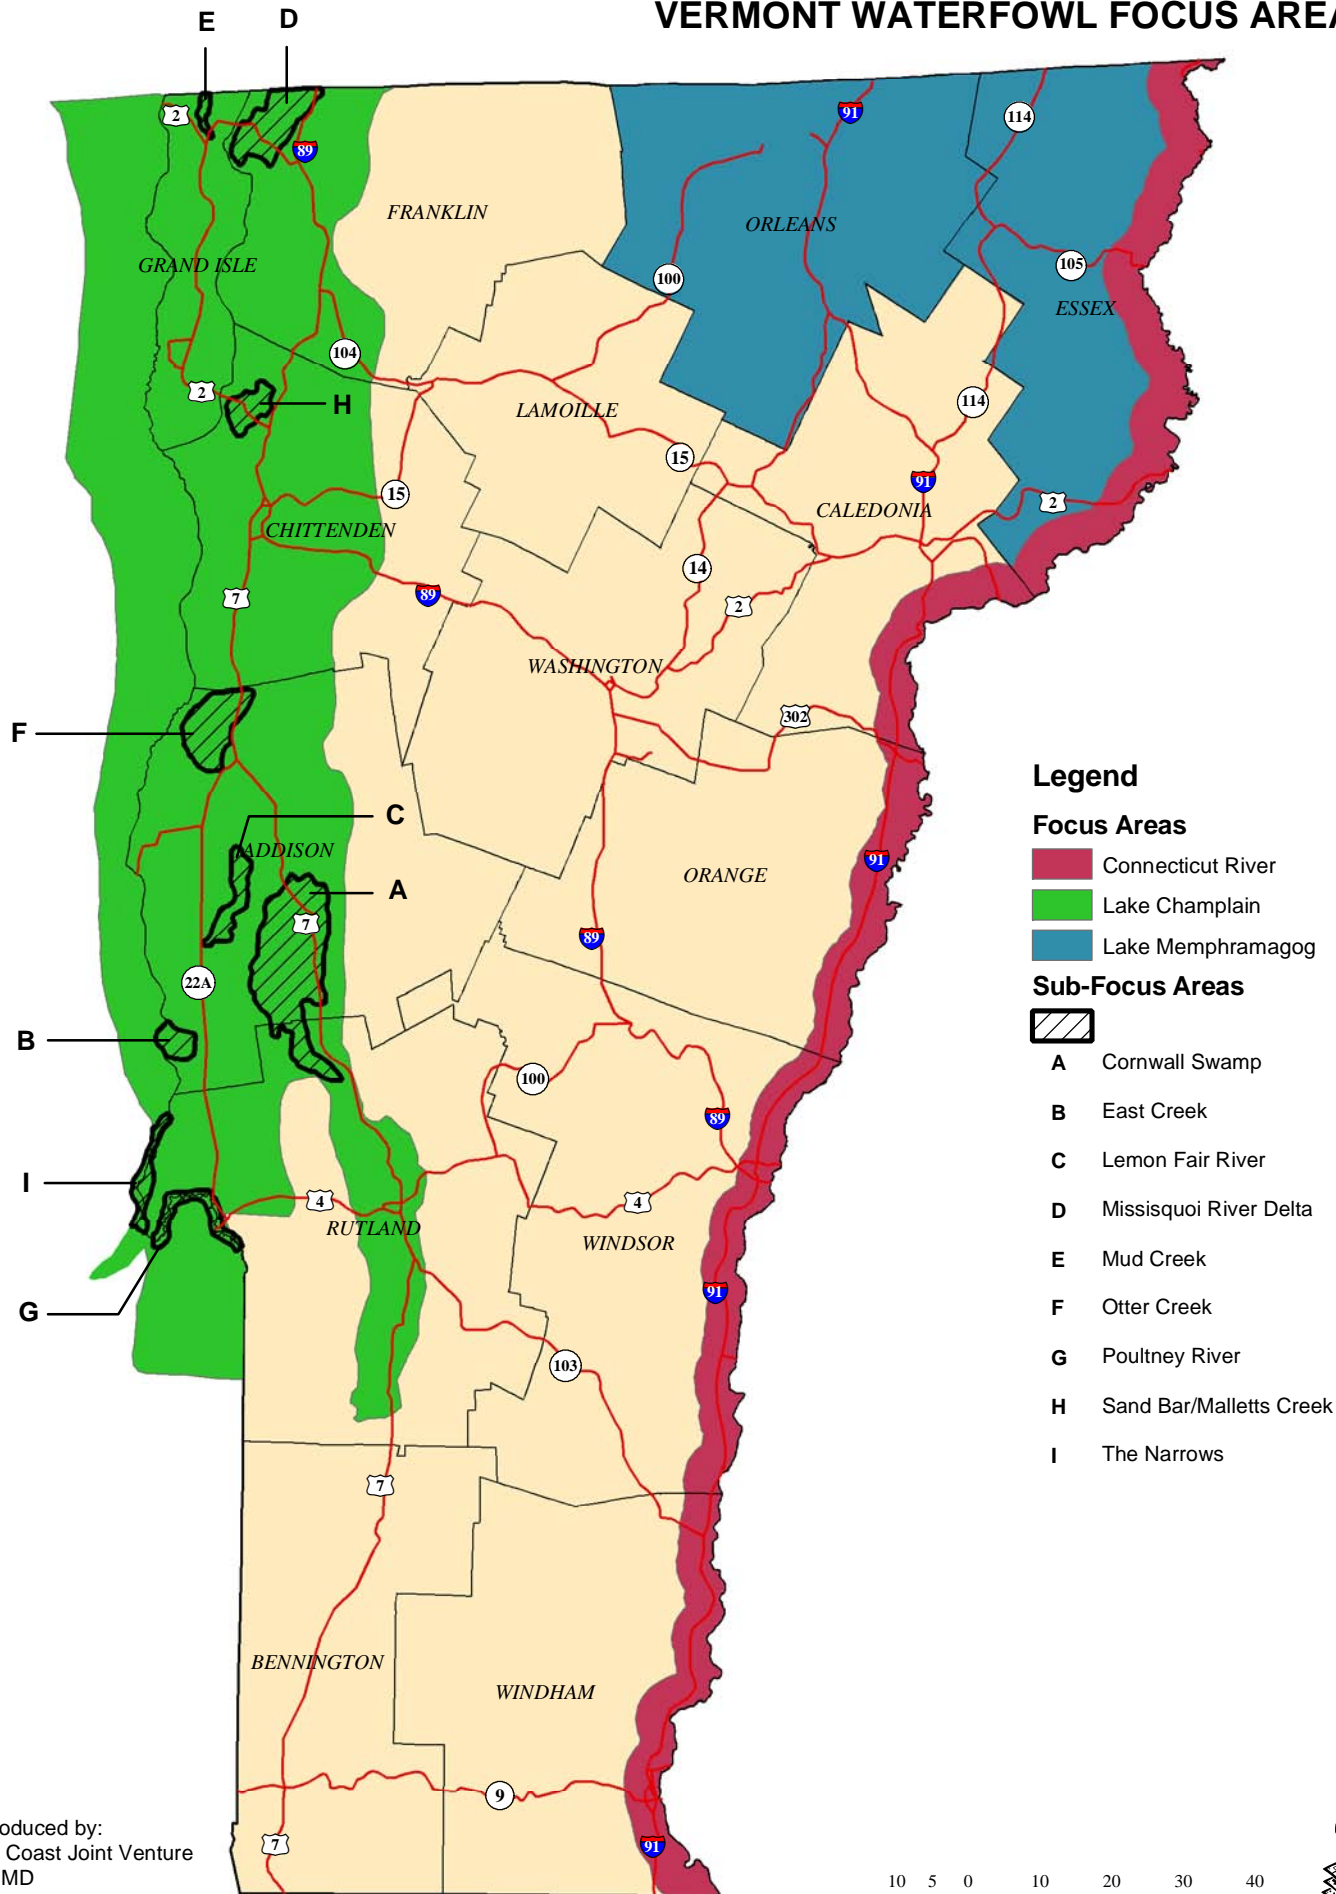 VERMONT WATERFOWL FOCUS AREA
E
D
2
89
91
114
FRANKLIN
ORLEANS
GRAND ISLE
100
105
ESSEX
104
2
H
LAMOILLE
114
15
15
91
2
CHITTENDEN
CALEDONIA
14
7
89
2
WASHINGTON
302
F
C
ADDISON
91
ORANGE
A
7
89
22A
B
100
89
I
4
4
RUTLAND
WINDSOR
91
G
103
7
BENNINGTON
WINDHAM
9
7
91
Legend
Focus Areas
Connecticut River
Lake Champlain
Lake Memphramagog
Sub-Focus Areas
A Cornwall Swamp
B East Creek
C Lemon Fair River
D Missisquoi River Delta
E Mud Creek
F Otter Creek
G Poultney River
H Sand Bar/Malletts Creek
I The Narrows
oduced by:
Coast Joint Venture
MD
10 5 0 10 20 30 40